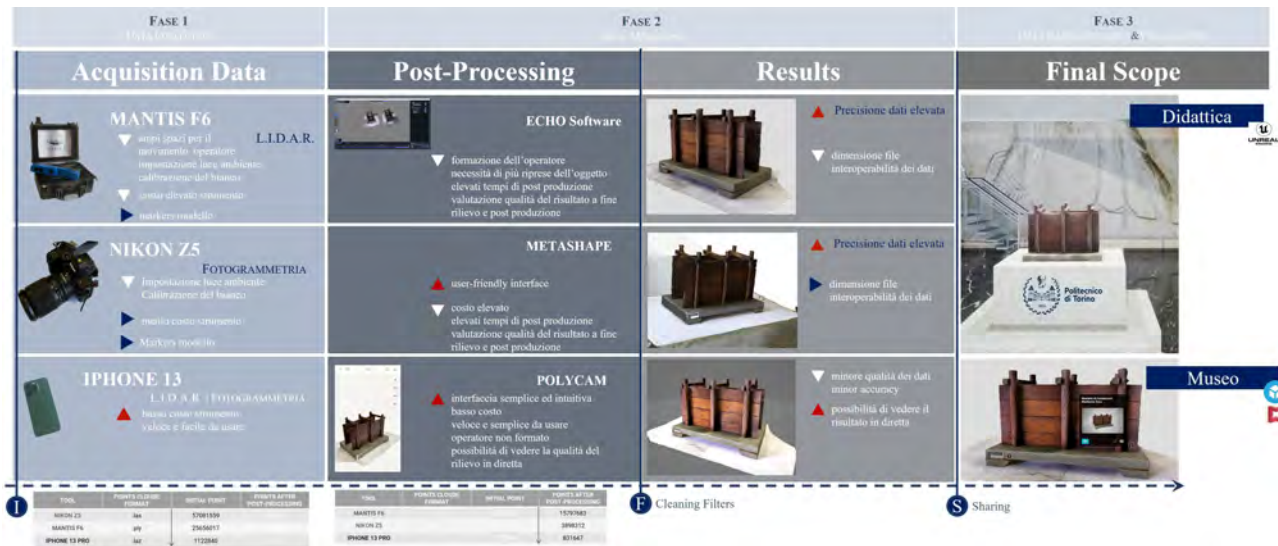 FASE 1
FASE 2
FASE 3
&
Acquisition Data
Post-Processing
Results
Final Scope
MANTIS F6
L.I.D.A.R.
ampi spazi per il
movimento operatore
impostazione luce ambiente
calibrazione del bianco
costo elevato strumento
markers modello
ECHO Software
formazione dell'operatore
necessità di più riprese dell'oggetto
elevati tempi di post produzione
valutazione qualità del risultato a fine
rilievo e post produzione
Precisione dati elevata
dimensione file
interoperabilità dei dati
Didattica
UNREAL
NIKON Z5
FOTOGRAMMETRIA
Impostazione luce ambiente
Calibrazione del bianco
medio costo strumento
Markers modello
METASHAPE
user-friendly interface
costo elevato
elevati tempi di post produzione
valutazione qualità del risultato a fine
rilievo e post produzione
Precisione dati elevata
dimensione file
interoperabilità dei dati
Politecnico
di Torino
IPHONE 13
L.I.D.A.R. | FOTOGRAMMETRIA
basso costo strumento
veloce e facile da usare
POLYCAM
interfaccia semplice ed intuitiva
basso costo
veloce e semplice da usare
operatore non formato
possibilità di vedere la qualità del
rilievo in diretta
minore qualità dei dati
minor accuracy
possibilità di vedere il
risultato in diretta
Museo
I
F
Cleaning Filters
S
Sharing
TOOL POINTS CLOUDE FORMAT INITIAL POINT POINTS AFTER POST-PROCESSING
NIKON Z5 .las 57081559
MANTIS F6 .ply 25656017
IPHONE 13 PRO .laz 1122840
TOOL POINTS CLOUDE FORMAT INITIAL POINT POINTS AFTER POST-PROCESSING
MANTIS F6 15797683
NIKON Z5 3898312
IPHONE 13 PRO 831647